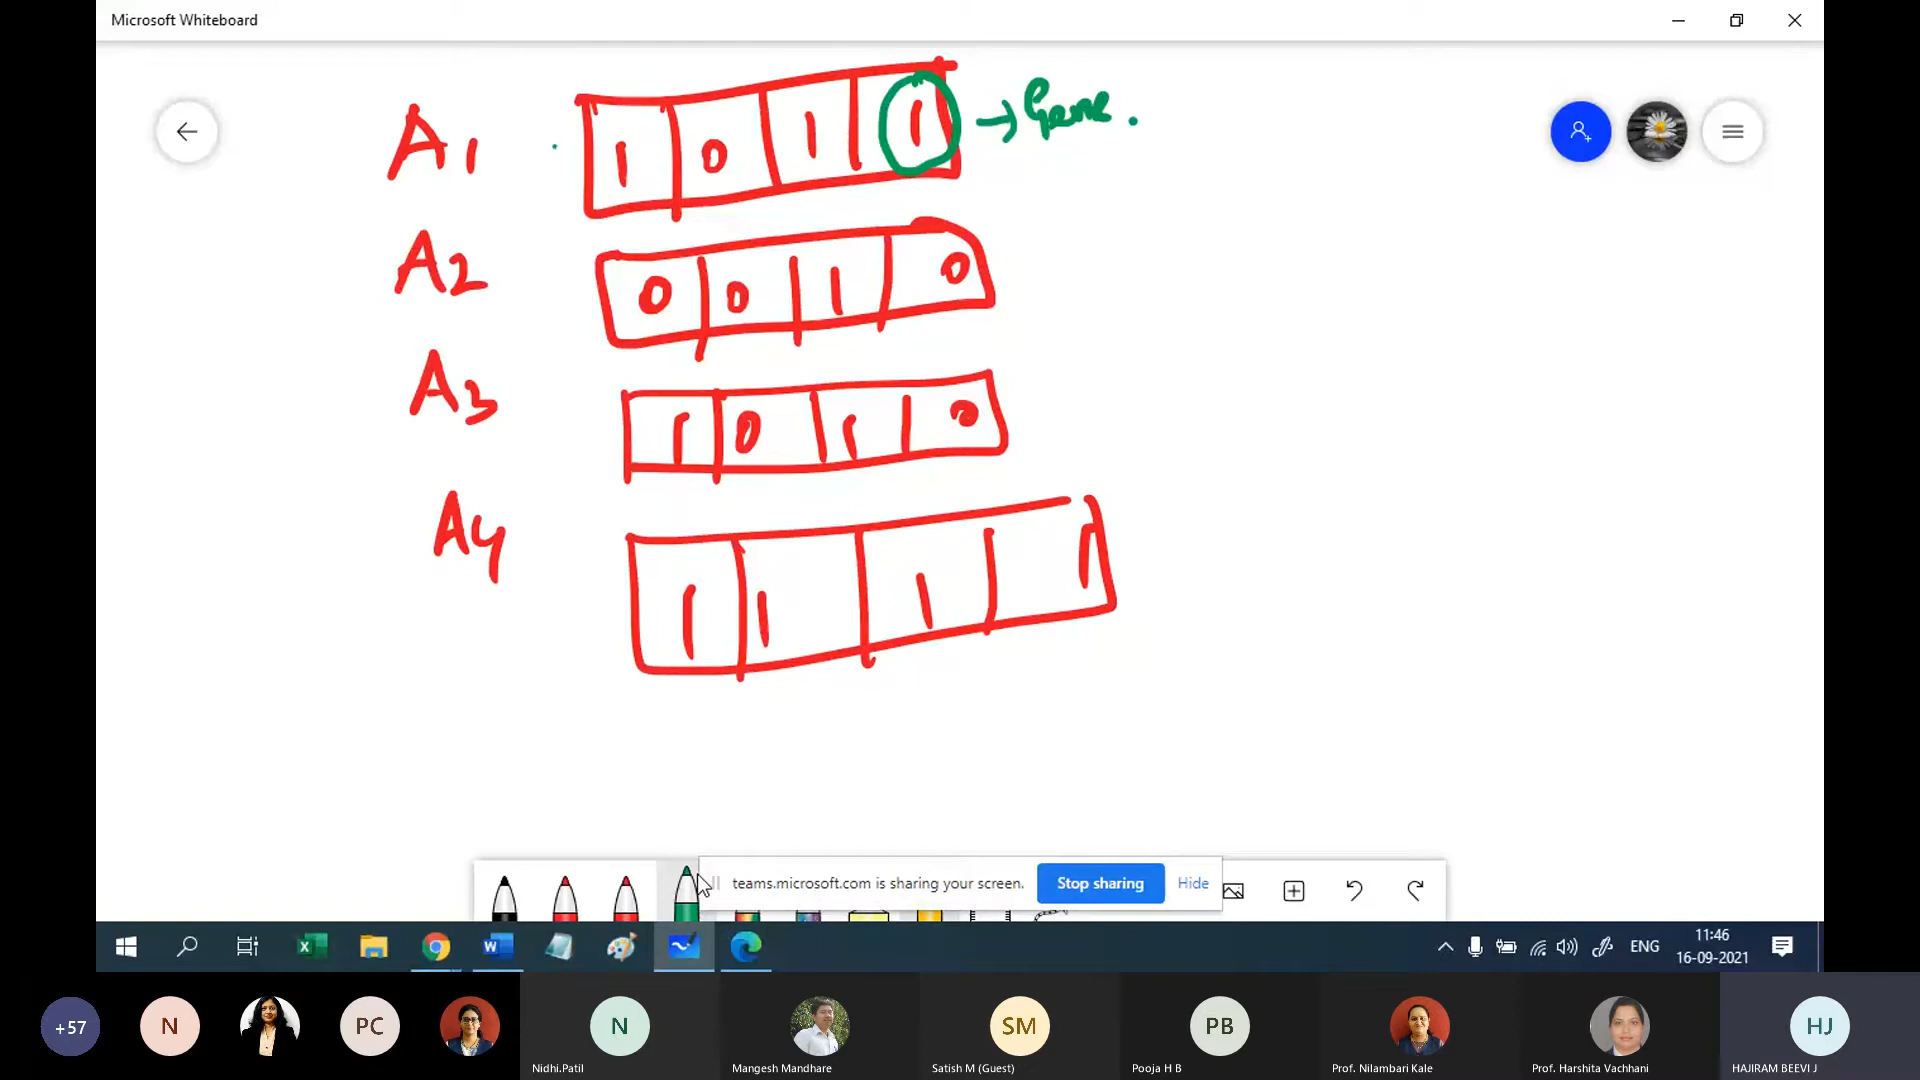 Microsoft Whiteboard
A1 1 0 1 1 → Gene.
A2 0 0 1 0
A3 1 0 1 0
A4 1 1 1 1
teams.microsoft.com is sharing your screen. Stop sharing Hide
ENG
11:46
16-09-2021
+57 N PC N SM PB HJ
Nidhi.Patil Mangesh Mandhare Satish M (Guest) Pooja H B Prof. Nilambari Kale Prof. Harshita Vachhani HAJIRAM BEEVI J